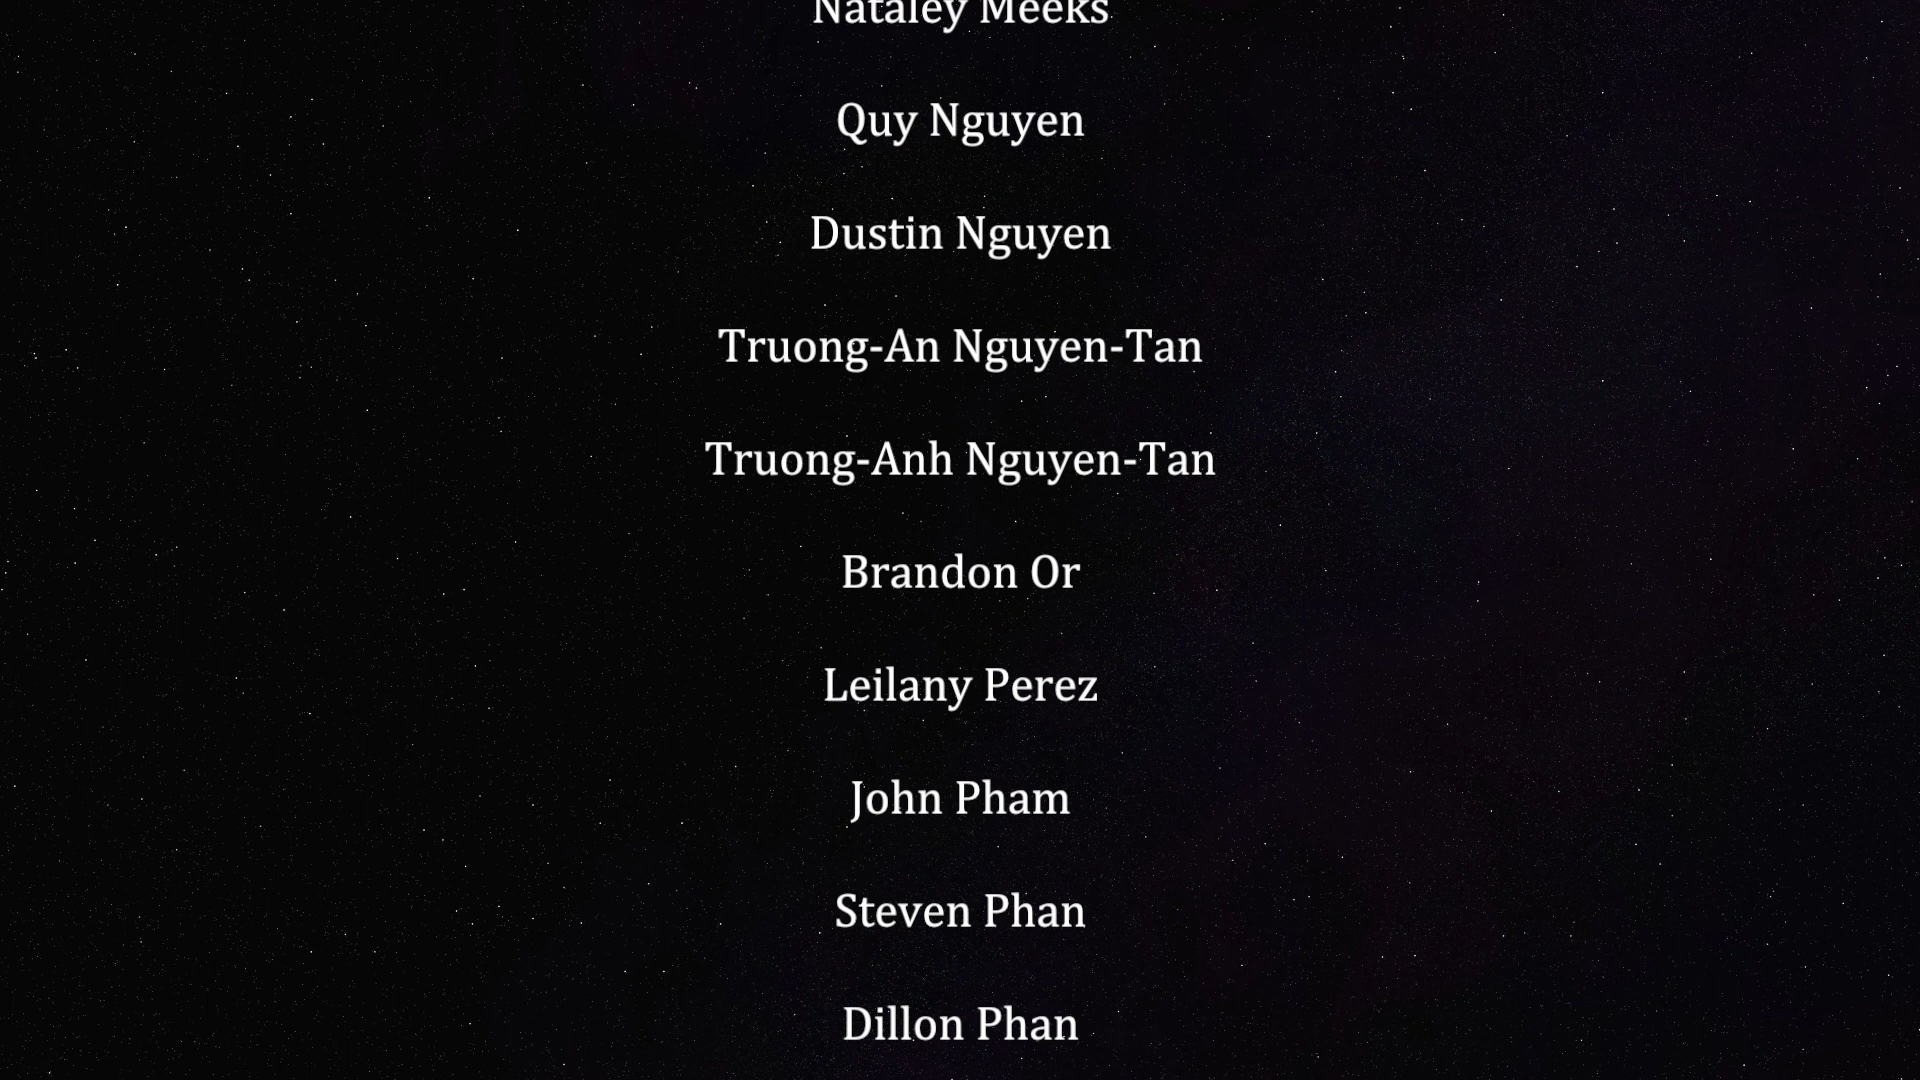 Nataley Meeks
Quy Nguyen
Dustin Nguyen
Truong-An Nguyen-Tan
Truong-Anh Nguyen-Tan
Brandon Or
Leilany Perez
John Pham
Steven Phan
Dillon Phan